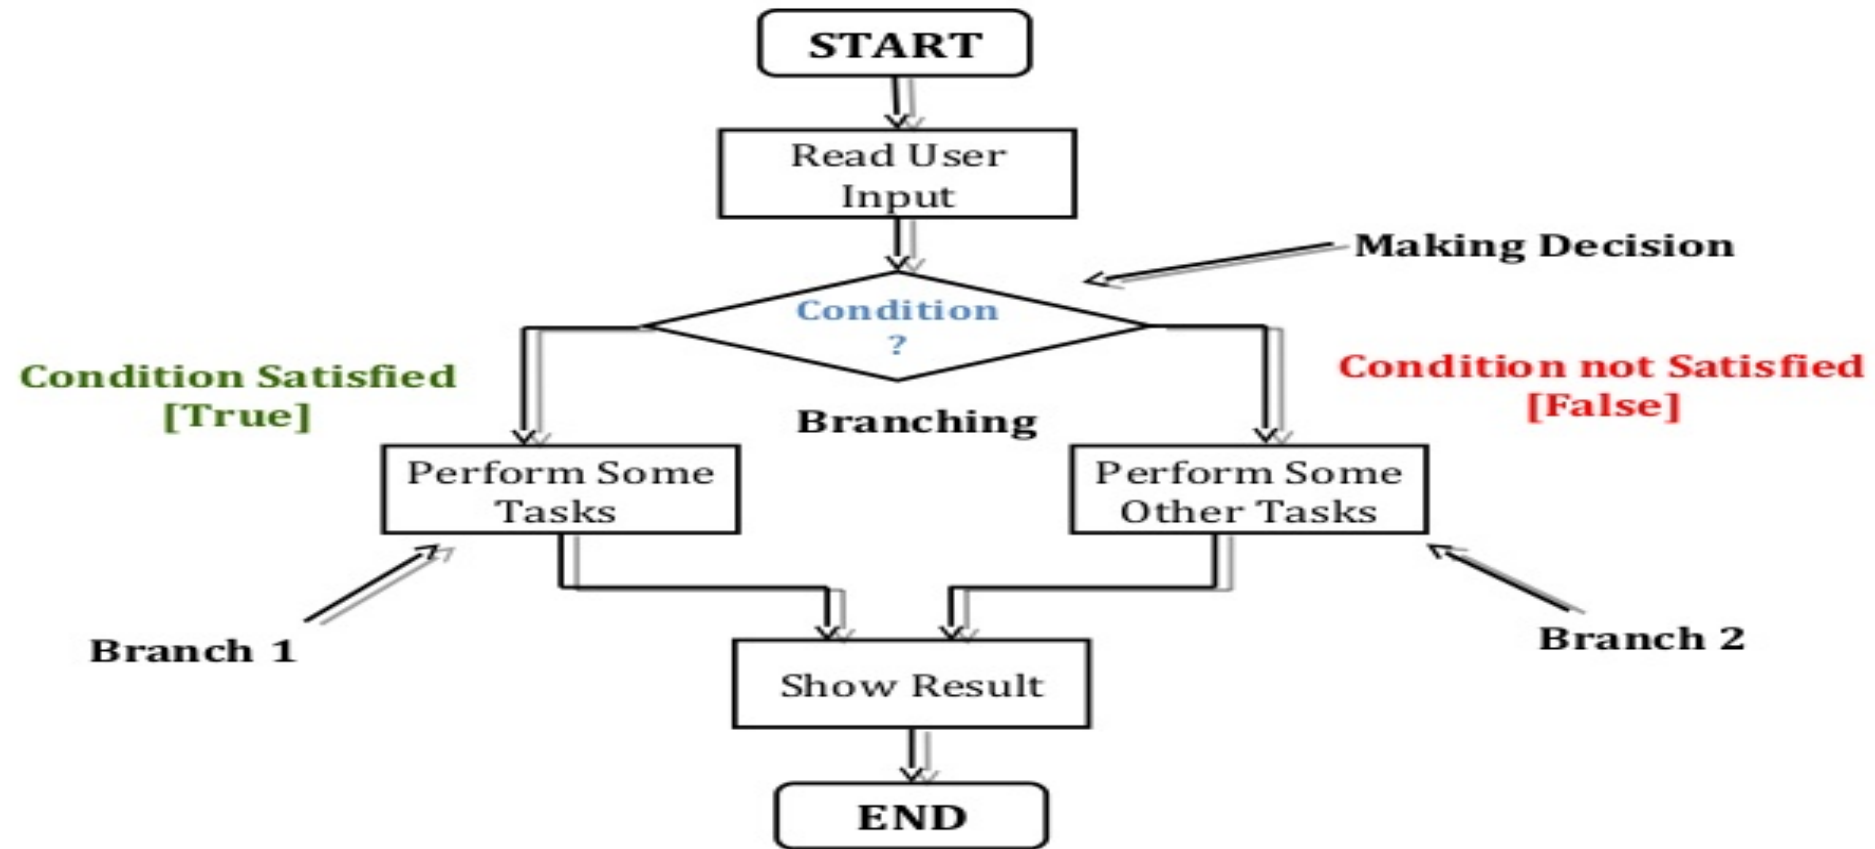 START
Read User
Input
Making Decision
Condition
?
Condition Satisfied
[True]
Condition not Satisfied
[False]
Branching
Perform Some
Tasks
Perform Some
Other Tasks
Branch 1
Branch 2
Show Result
END